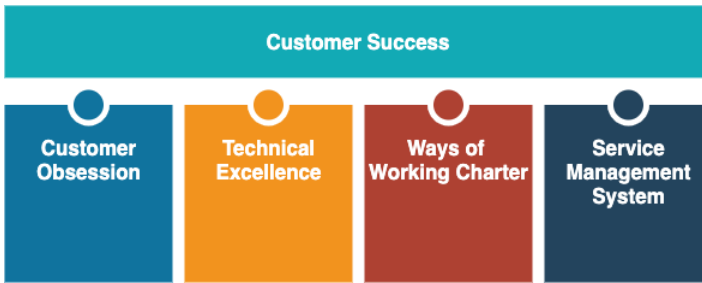 Customer Success
Customer
Obsession
Technical
Excellence
Ways of
Working Charter
Service
Management
System